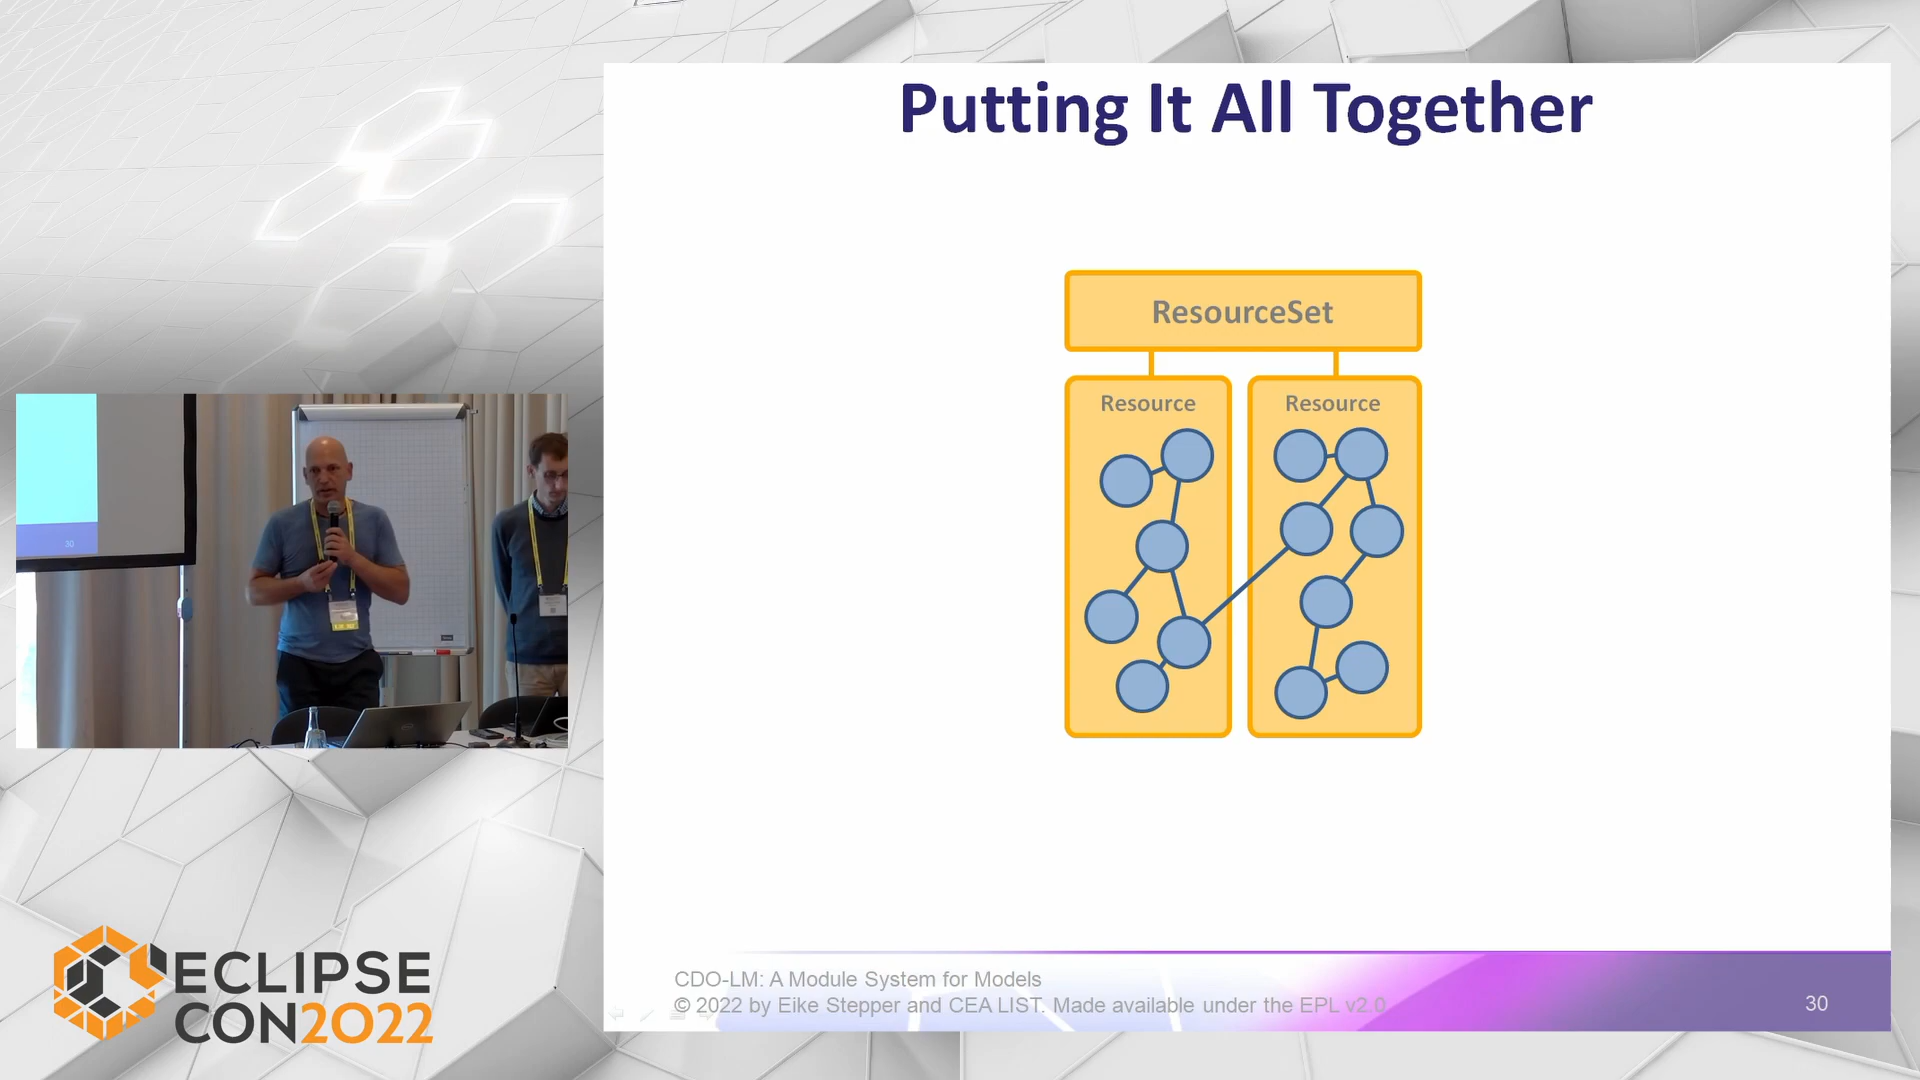 Putting It All Together
ResourceSet
Resource
Resource
CDO-LM: A Module System for Models
© 2022 by Eike Stepper and CEA LIST. Made available under the EPL v2.0
30
30
ECLIPSE
CON2022